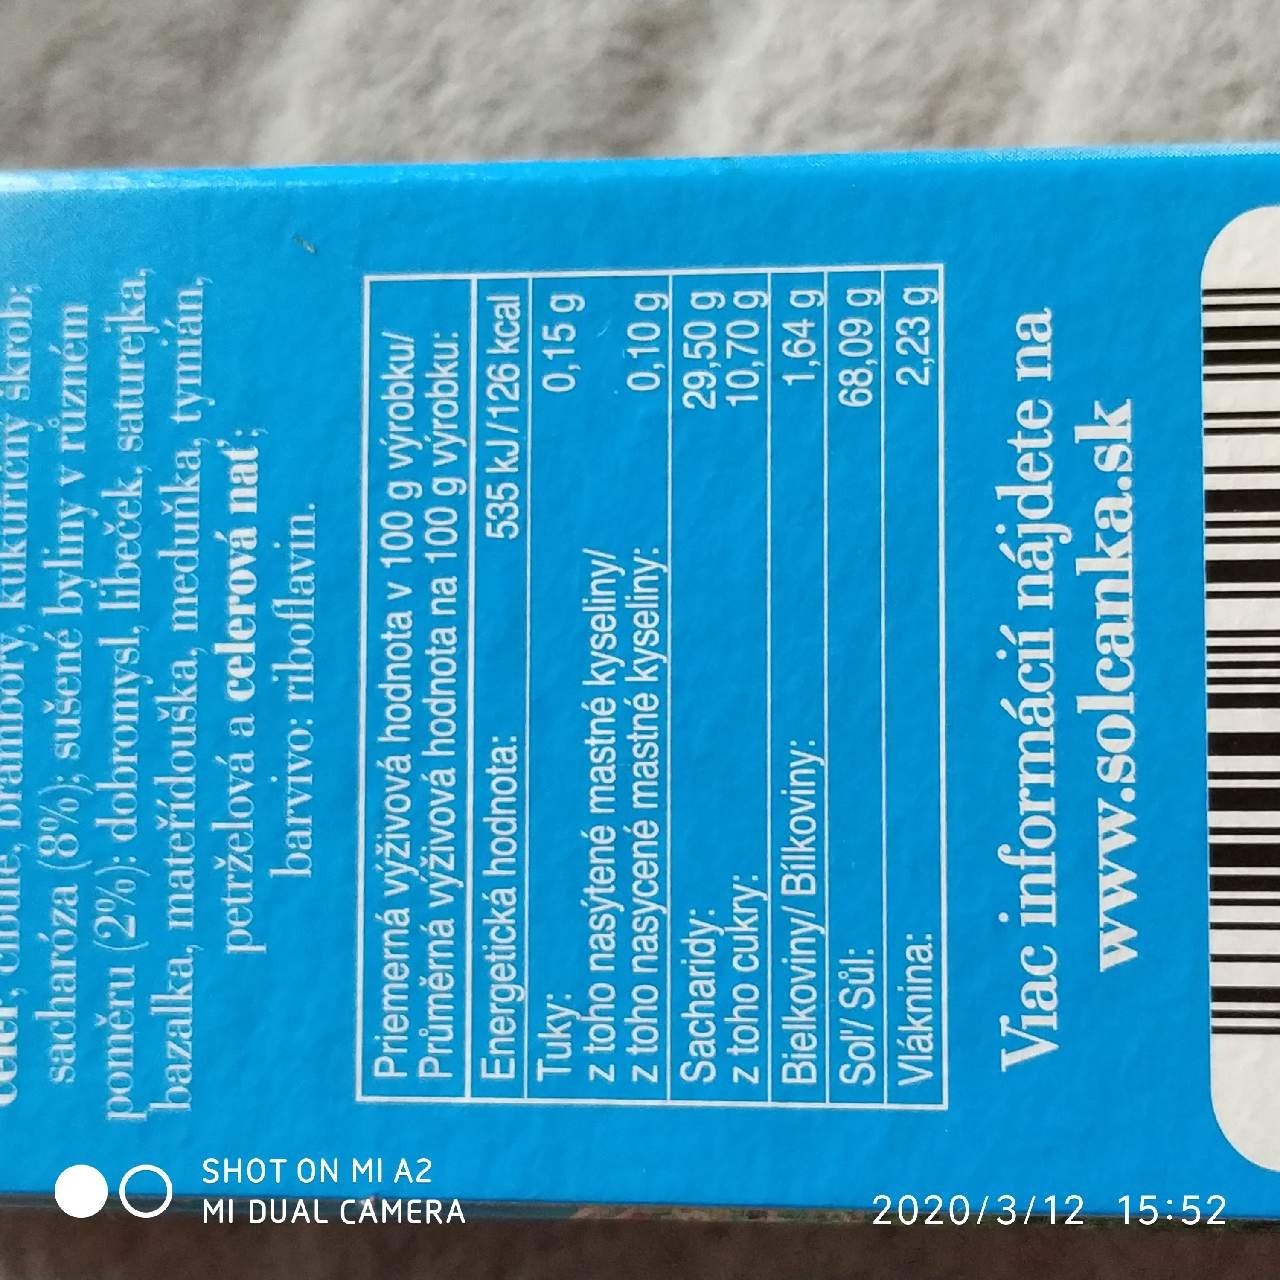 celer, cibule, brambory, kukuřičný škrob;
sacharóza (8%); sušené byliny v různém
poměru (2%): dobromysl, libeček, saturejka,
bazalka, mateřídouška, meduňka, tymián,
petrželová a celerová nať;
barvivo: riboflavin.
Priemerná výživová hodnota v 100 g výrobku/
Průměrná výživová hodnota na 100 g výrobku:
Energetická hodnota: 535 kJ/126 kcal
Tuky: 0,15 g
z toho nasýtené mastné kyseliny/
z toho nasycené mastné kyseliny: 0,10 g
Sacharidy: 29,50 g
z toho cukry: 10,70 g
Bielkoviny/ Bílkoviny: 1,64 g
Soľ/ Sůl: 68,09 g
Vláknina: 2,23 g
Viac informácií nájdete na
www.solcanka.sk
SHOT ON MI A2
MI DUAL CAMERA
2020/3/12 15:52